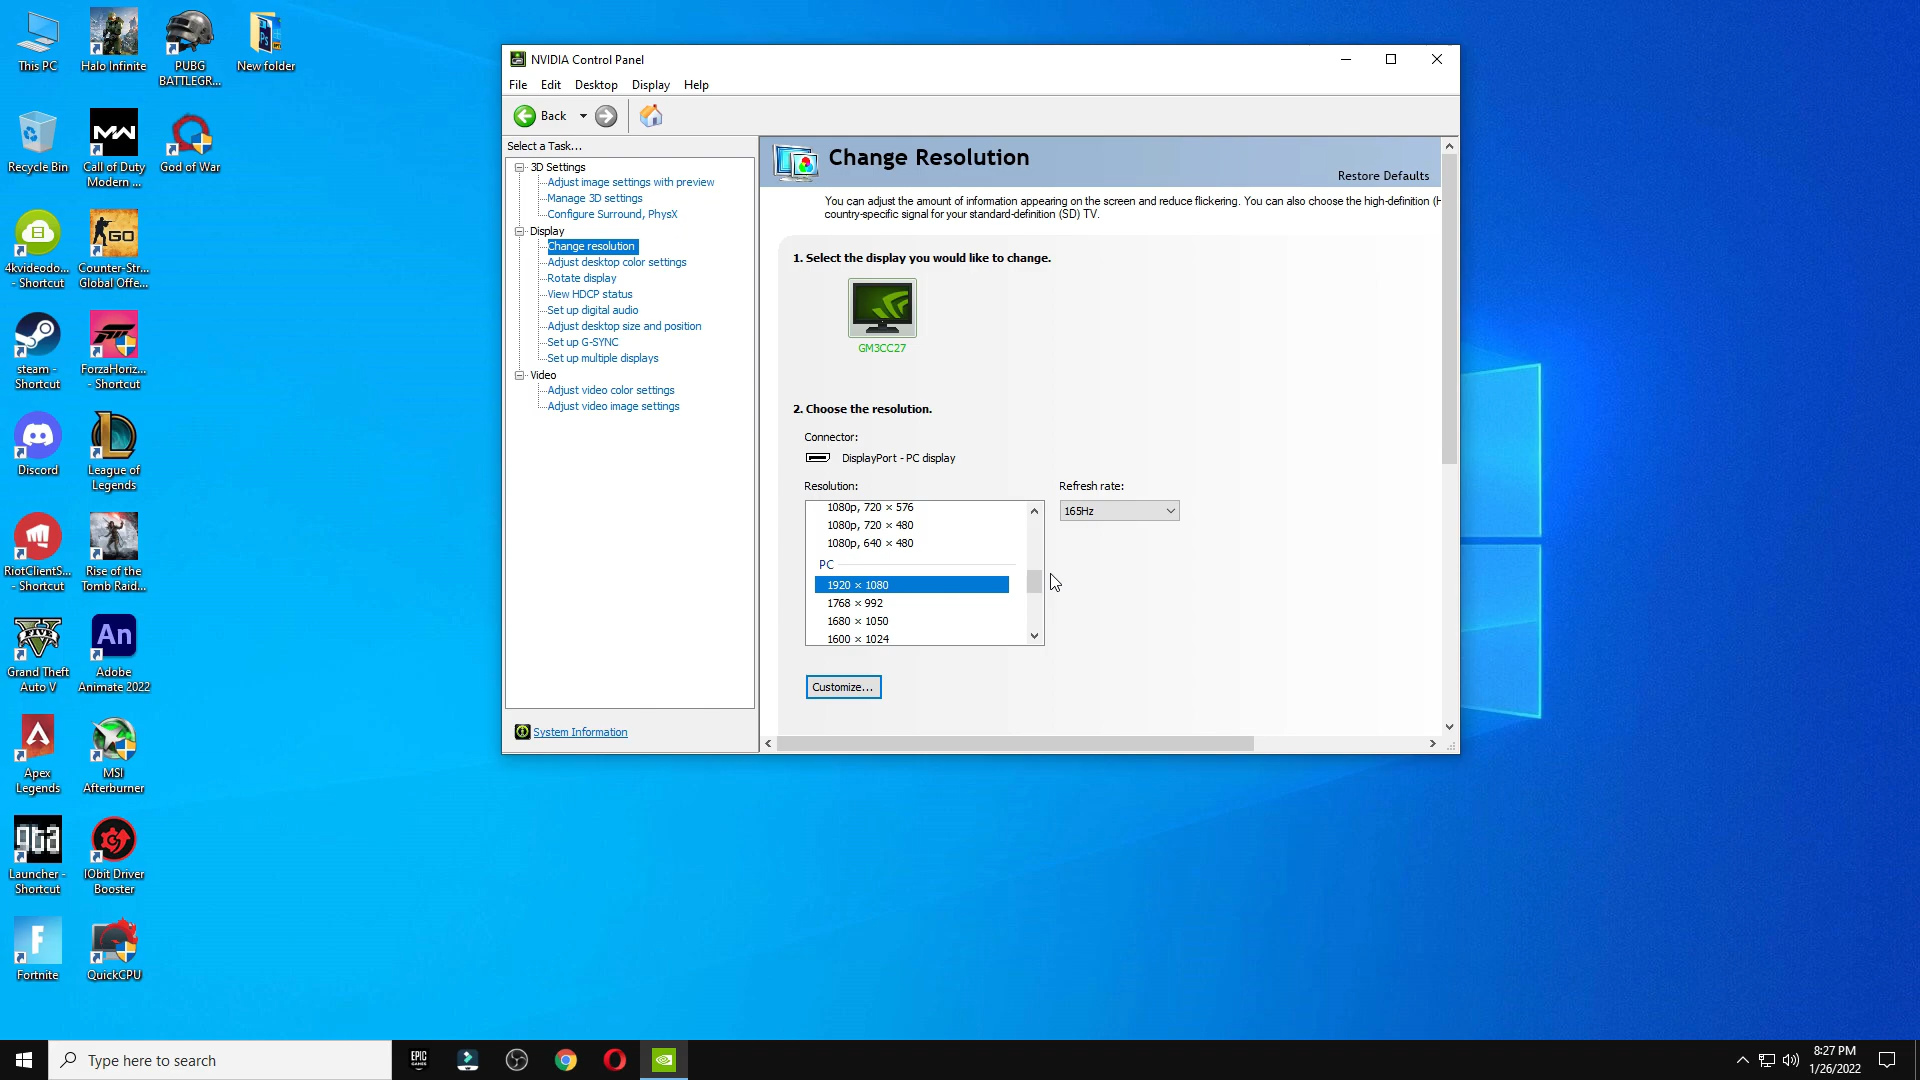 This PC
Halo Infinite
PUBG
BATTLEGR...
New folder
Recycle Bin
MW
Call of Duty
Modern ...
God of War
4kvideodo...
- Shortcut
GO
Counter-Str...
Global Offe...
steam -
Shortcut
ForzaHoriz...
- Shortcut
Discord
League of
Legends
RiotClientS...
- Shortcut
Rise of the
Tomb Raid...
FIVE
Grand Theft
Auto V
An
Adobe
Animate 2022
Apex
Legends
MSI
Afterburner
gta
Launcher -
Shortcut
IObit Driver
Booster
F
Fortnite
QuickCPU
NVIDIA Control Panel
File
Edit
Desktop
Display
Help
Back
Select a Task...
3D Settings
Adjust image settings with preview
Manage 3D settings
Configure Surround, PhysX
Display
Change resolution
Adjust desktop color settings
Rotate display
View HDCP status
Set up digital audio
Adjust desktop size and position
Set up G-SYNC
Set up multiple displays
Video
Adjust video color settings
Adjust video image settings
System Information
Change Resolution
Restore Defaults
You can adjust the amount of information appearing on the screen and reduce flickering. You can also choose the high-definition (H
country-specific signal for your standard-definition (SD) TV.
1. Select the display you would like to change.
GM3CC27
2. Choose the resolution.
Connector:
DisplayPort - PC display
Resolution:
Refresh rate:
1080p, 720 × 576
165Hz
1080p, 720 × 480
1080p, 640 × 480
PC
1920 × 1080
1768 × 992
1680 × 1050
1600 × 1024
Customize...
Type here to search
EPIC
GAMES
8:27 PM
1/26/2022